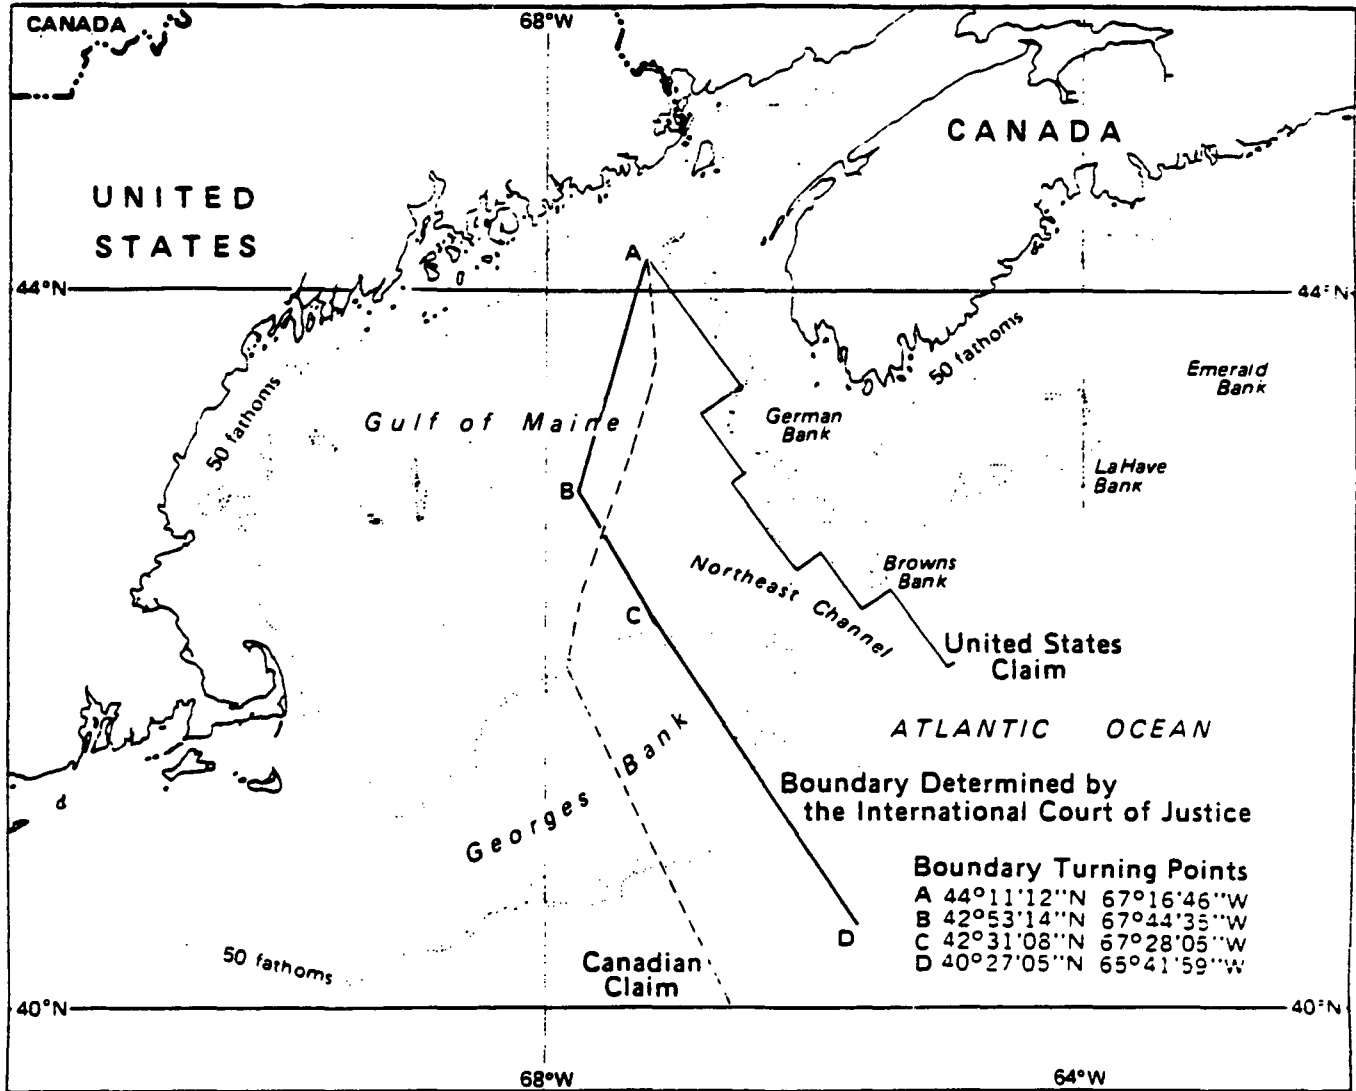 CANADA
68°W
CANADA
UNITED
STATES
A
44°N
44°N
50 fathoms
Emerald
Bank
50 fathoms
Gulf of Maine
German
Bank
LaHave
Bank
B
Northeast Channel
Browns
Bank
C
United States
Claim
Georges Bank
ATLANTIC OCEAN
Boundary Determined by
the International Court of Justice
Boundary Turning Points
A 44°11'12"N 67°16'46"W
B 42°53'14"N 67°44'35"W
C 42°31'08"N 67°28'05"W
D 40°27'05"N 65°41'59"W
D
50 fathoms
Canadian
Claim
40°N
40°N
68°W
64°W